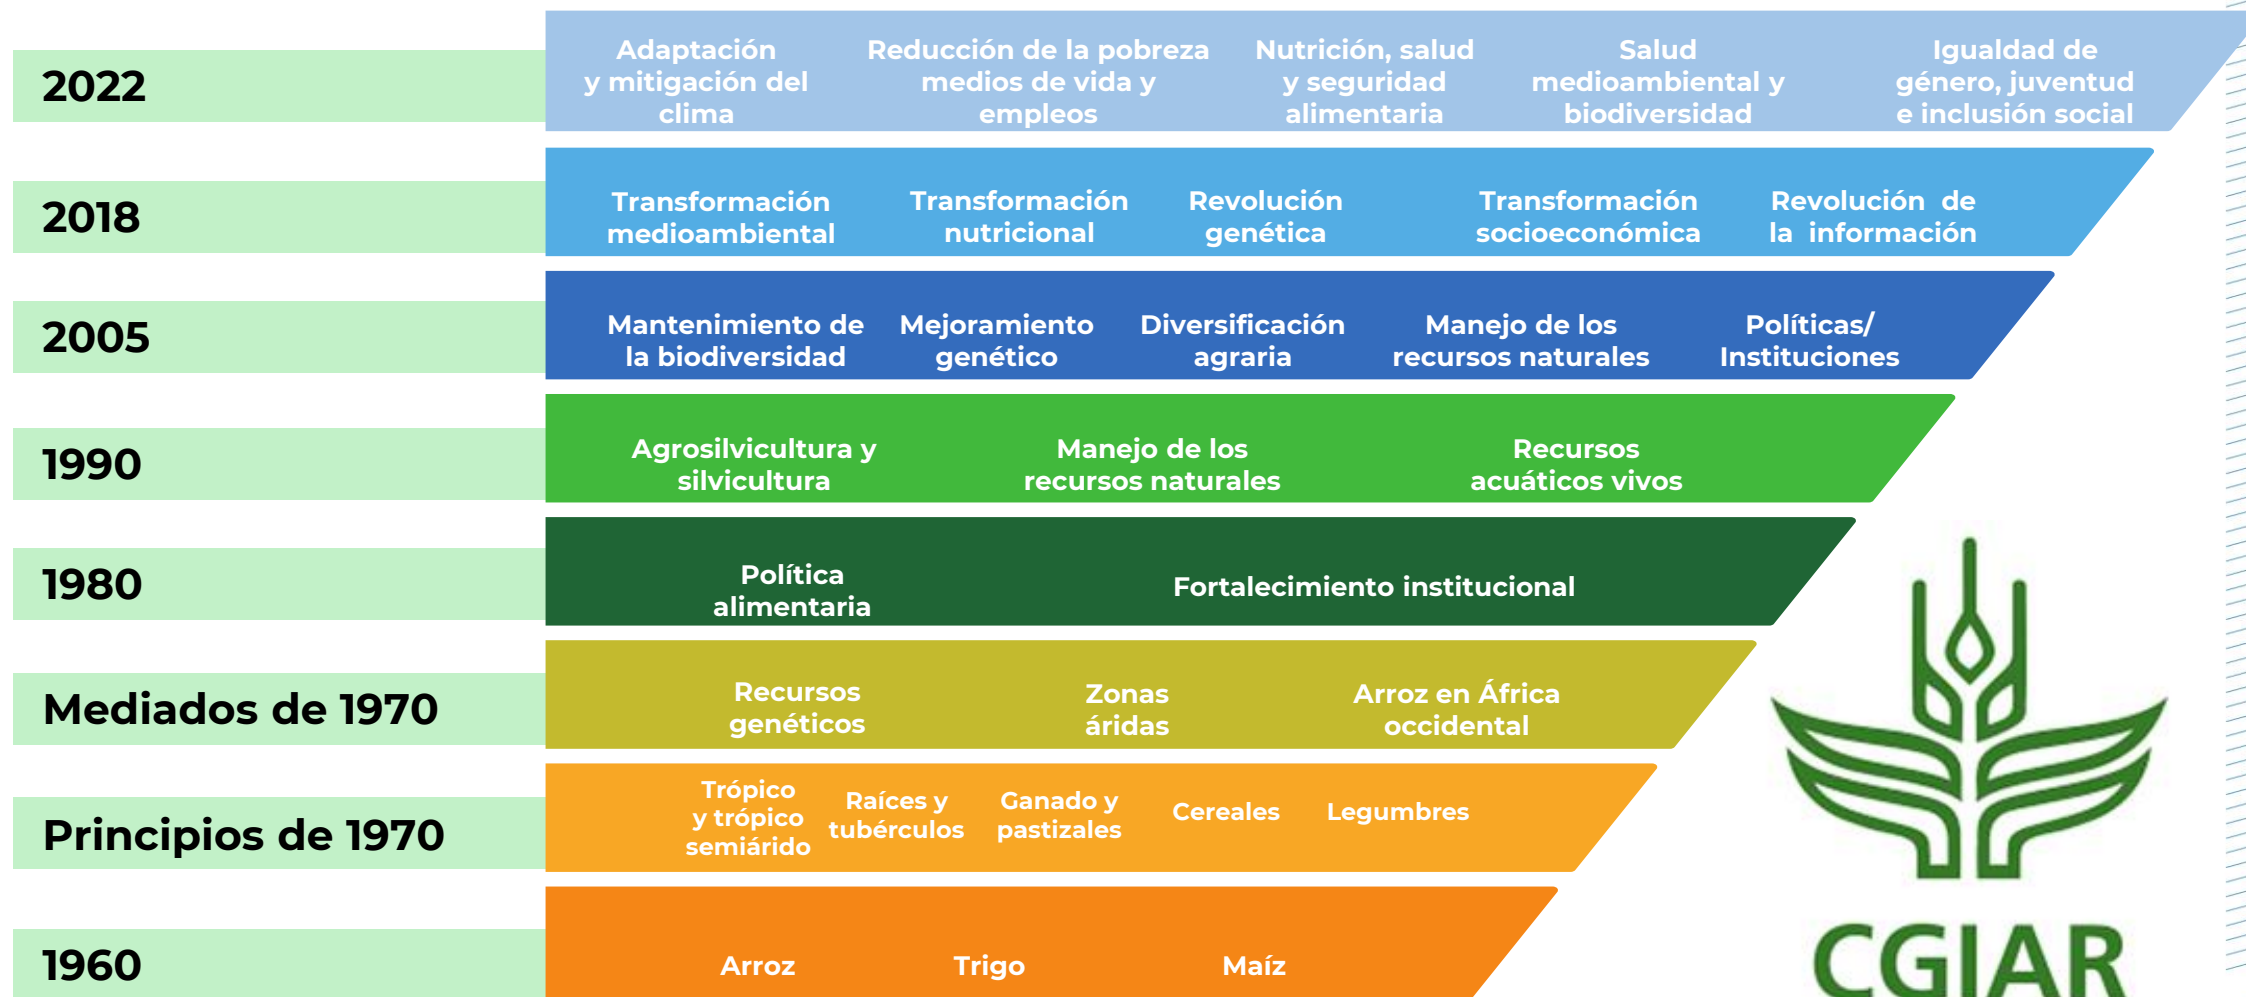 2022
Adaptación
y mitigación del
clima
Reducción de la pobreza
medios de vida y
empleos
Nutrición, salud
y seguridad
alimentaria
Salud
medioambiental y
biodiversidad
Igualdad de
género, juventud
e inclusión social
2018
Transformación
medioambiental
Transformación
nutricional
Revolución
genética
Transformación
socioeconómica
Revolución de
la información
2005
Mantenimiento de
la biodiversidad
Mejoramiento
genético
Diversificación
agraria
Manejo de los
recursos naturales
Políticas/
Instituciones
1990
Agrosilvicultura y
silvicultura
Manejo de los
recursos naturales
Recursos
acuáticos vivos
1980
Política
alimentaria
Fortalecimiento institucional
Mediados de 1970
Recursos
genéticos
Zonas
áridas
Arroz en África
occidental
Principios de 1970
Trópico
y trópico
semiárido
Raíces y
tubérculos
Ganado y
pastizales
Cereales
Legumbres
1960
Arroz
Trigo
Maíz
CGIAR